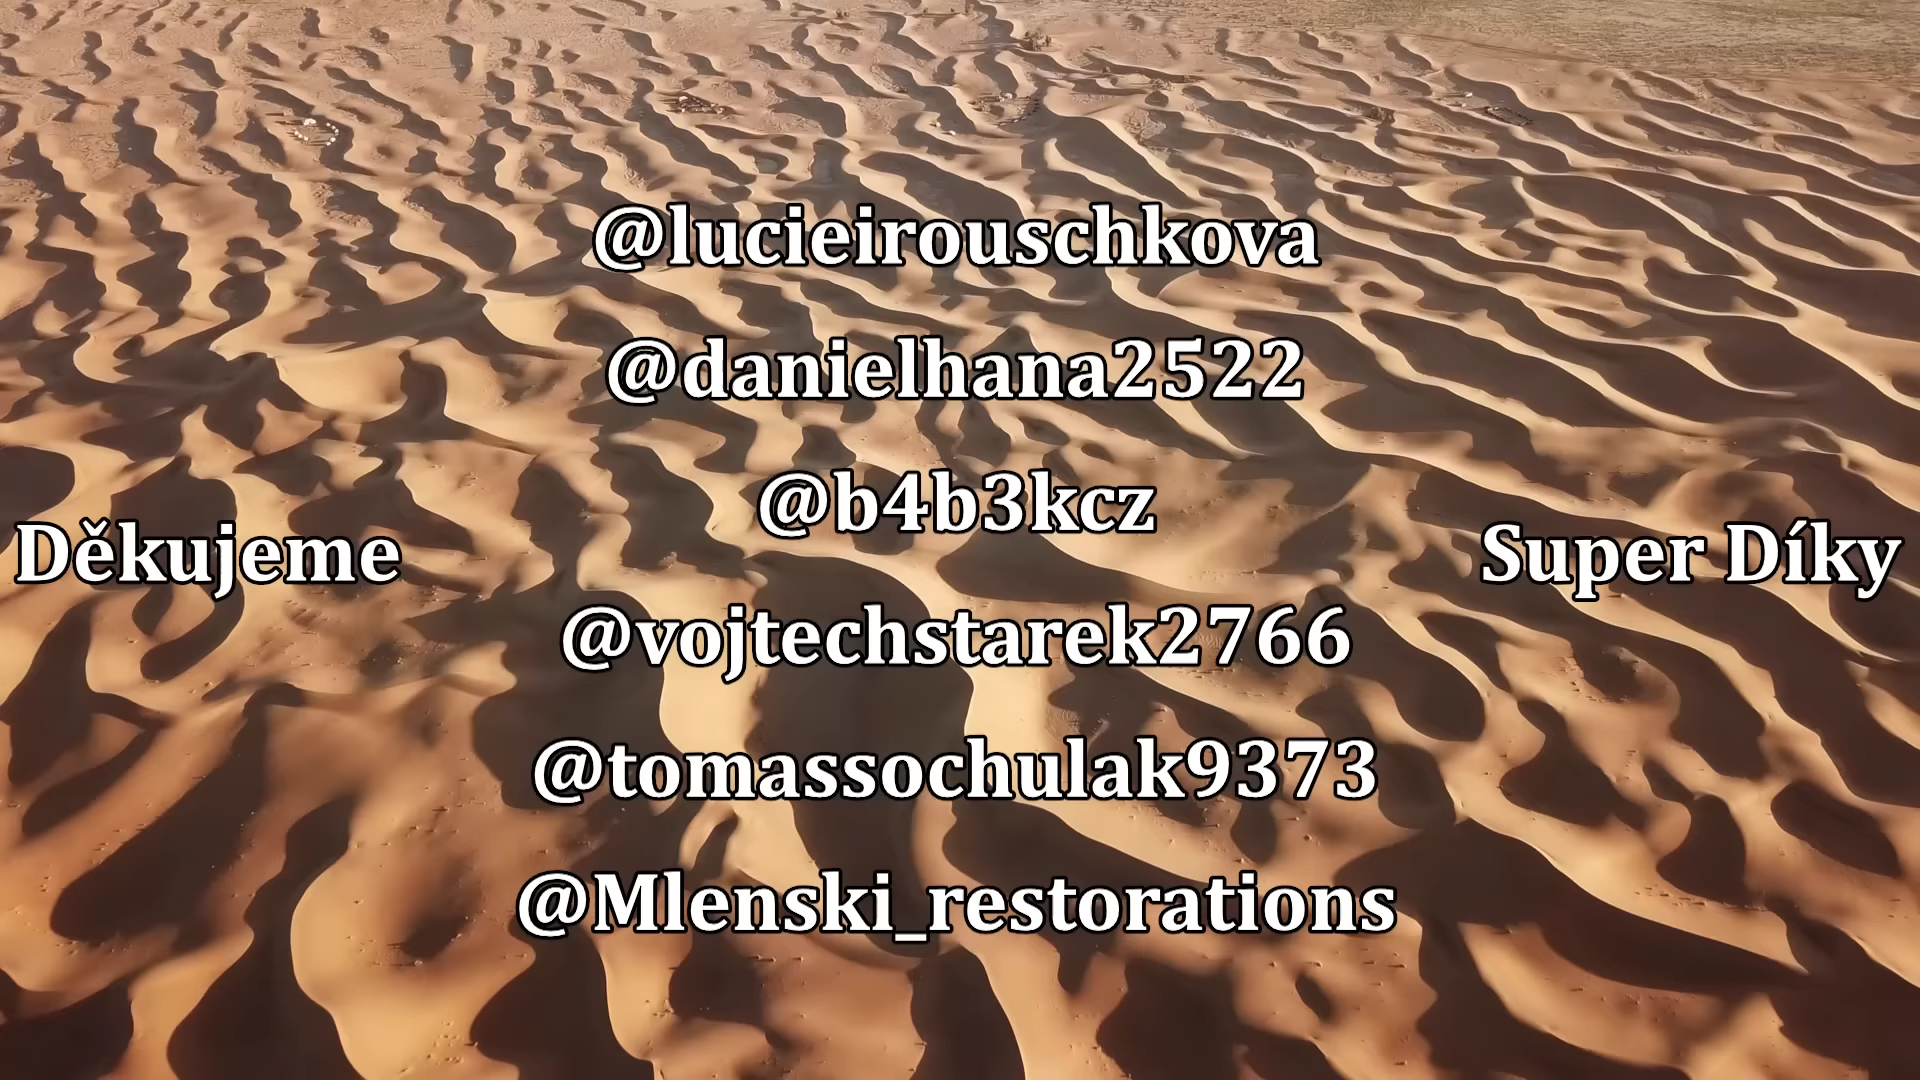 @lucieirouschkova
@danielhana2522
@b4b3kcz
Děkujeme
Super Díky
@vojtechstarek2766
@tomassochulak9373
@Mlenski_restorations